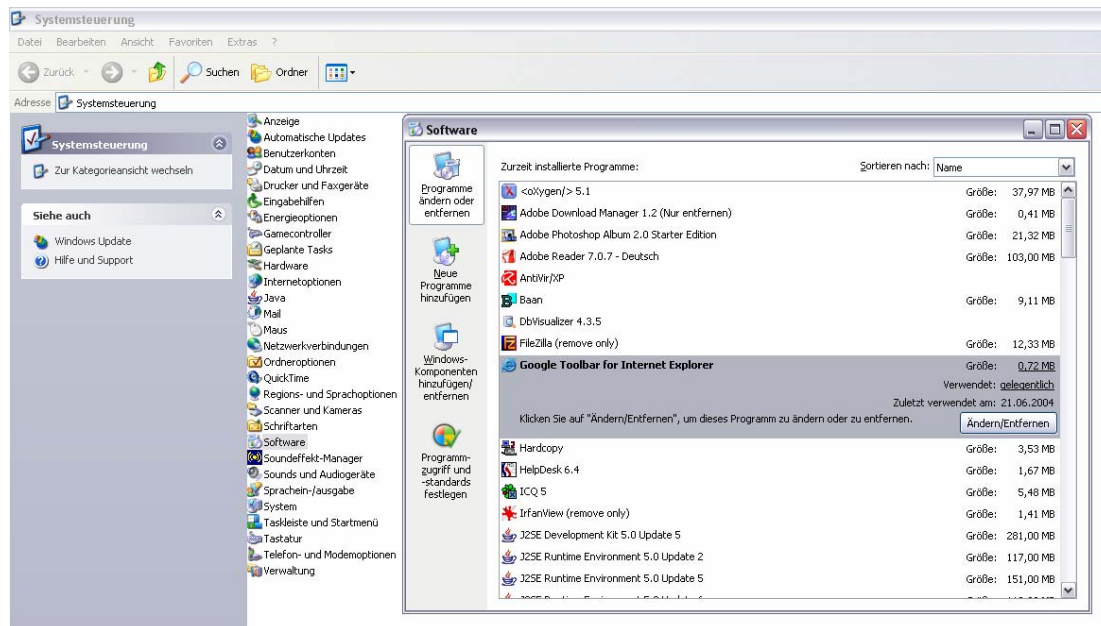 Systemsteuerung
Datei Bearbeiten Ansicht Favoriten Extras ?
Zurück Suchen Ordner
Adresse Systemsteuerung
Systemsteuerung
Zur Kategorieansicht wechseln
Siehe auch
Windows Update
Hilfe und Support
Anzeige
Automatische Updates
Benutzerkonten
Datum und Uhrzeit
Drucker und Faxgeräte
Eingabehilfen
Energieoptionen
Gamecontroller
Geplante Tasks
Hardware
Internetoptionen
Java
Mail
Maus
Netzwerkverbindungen
Ordneroptionen
QuickTime
Regions- und Sprachoptionen
Scanner und Kameras
Schriftarten
Software
Soundeffekt-Manager
Sounds und Audiogeräte
Sprachein-/ausgabe
System
Taskleiste und Startmenü
Tastatur
Telefon- und Modemoptionen
Verwaltung
Software
Programme
ändern oder
entfernen
Neue
Programme
hinzufügen
Windows-
Komponenten
hinzufügen/
entfernen
Programm-
zugriff und
-standards
festlegen
Zurzeit installierte Programme: Sortieren nach: Name
<oXygen/> 5.1 Größe: 37,97 MB
Adobe Download Manager 1.2 (Nur entfernen) Größe: 0,41 MB
Adobe Photoshop Album 2.0 Starter Edition Größe: 21,32 MB
Adobe Reader 7.0.7 - Deutsch Größe: 103,00 MB
AntiVir/XP
Baan Größe: 9,11 MB
DbVisualizer 4.3.5
FileZilla (remove only) Größe: 12,33 MB
Google Toolbar for Internet Explorer Größe: 0,72 MB
Verwendet: gelegentlich
Zuletzt verwendet am: 21.06.2004
Klicken Sie auf "Ändern/Entfernen", um dieses Programm zu ändern oder zu entfernen. Ändern/Entfernen
Hardcopy Größe: 3,53 MB
HelpDesk 6.4 Größe: 1,67 MB
ICQ 5 Größe: 5,48 MB
IrfanView (remove only) Größe: 1,41 MB
J2SE Development Kit 5.0 Update 5 Größe: 281,00 MB
J2SE Runtime Environment 5.0 Update 2 Größe: 117,00 MB
J2SE Runtime Environment 5.0 Update 5 Größe: 151,00 MB